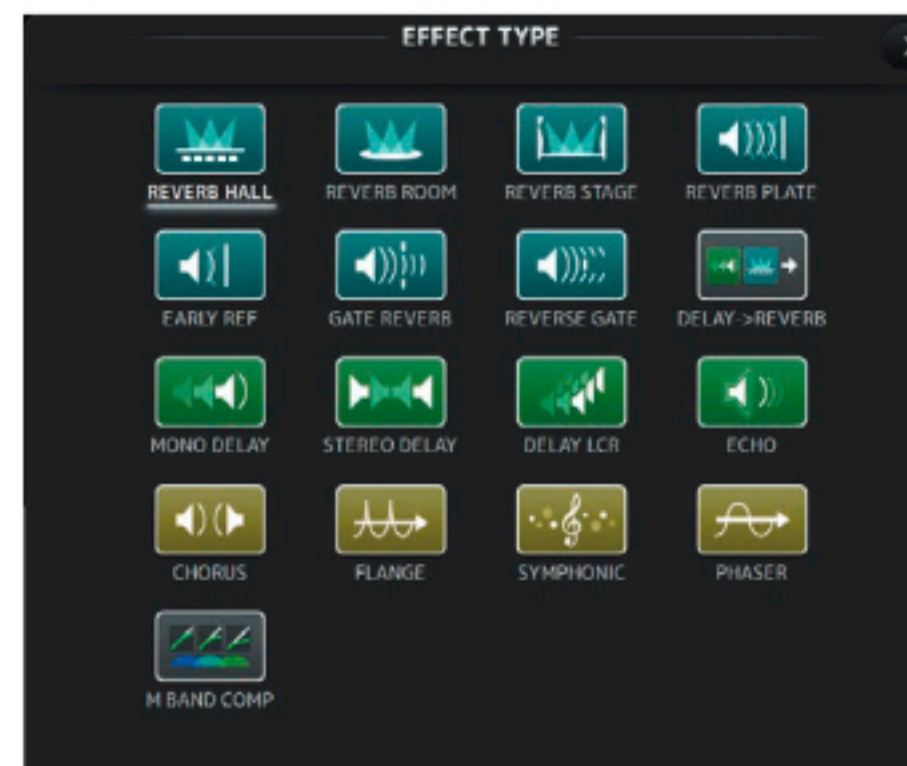 EFFECT TYPE
REVERB HALL REVERB ROOM REVERB STAGE REVERB PLATE
EARLY REF GATE REVERB REVERSE GATE DELAY->REVERB
MONO DELAY STEREO DELAY DELAY LCR ECHO
CHORUS FLANGE SYMPHONIC PHASER
M BAND COMP